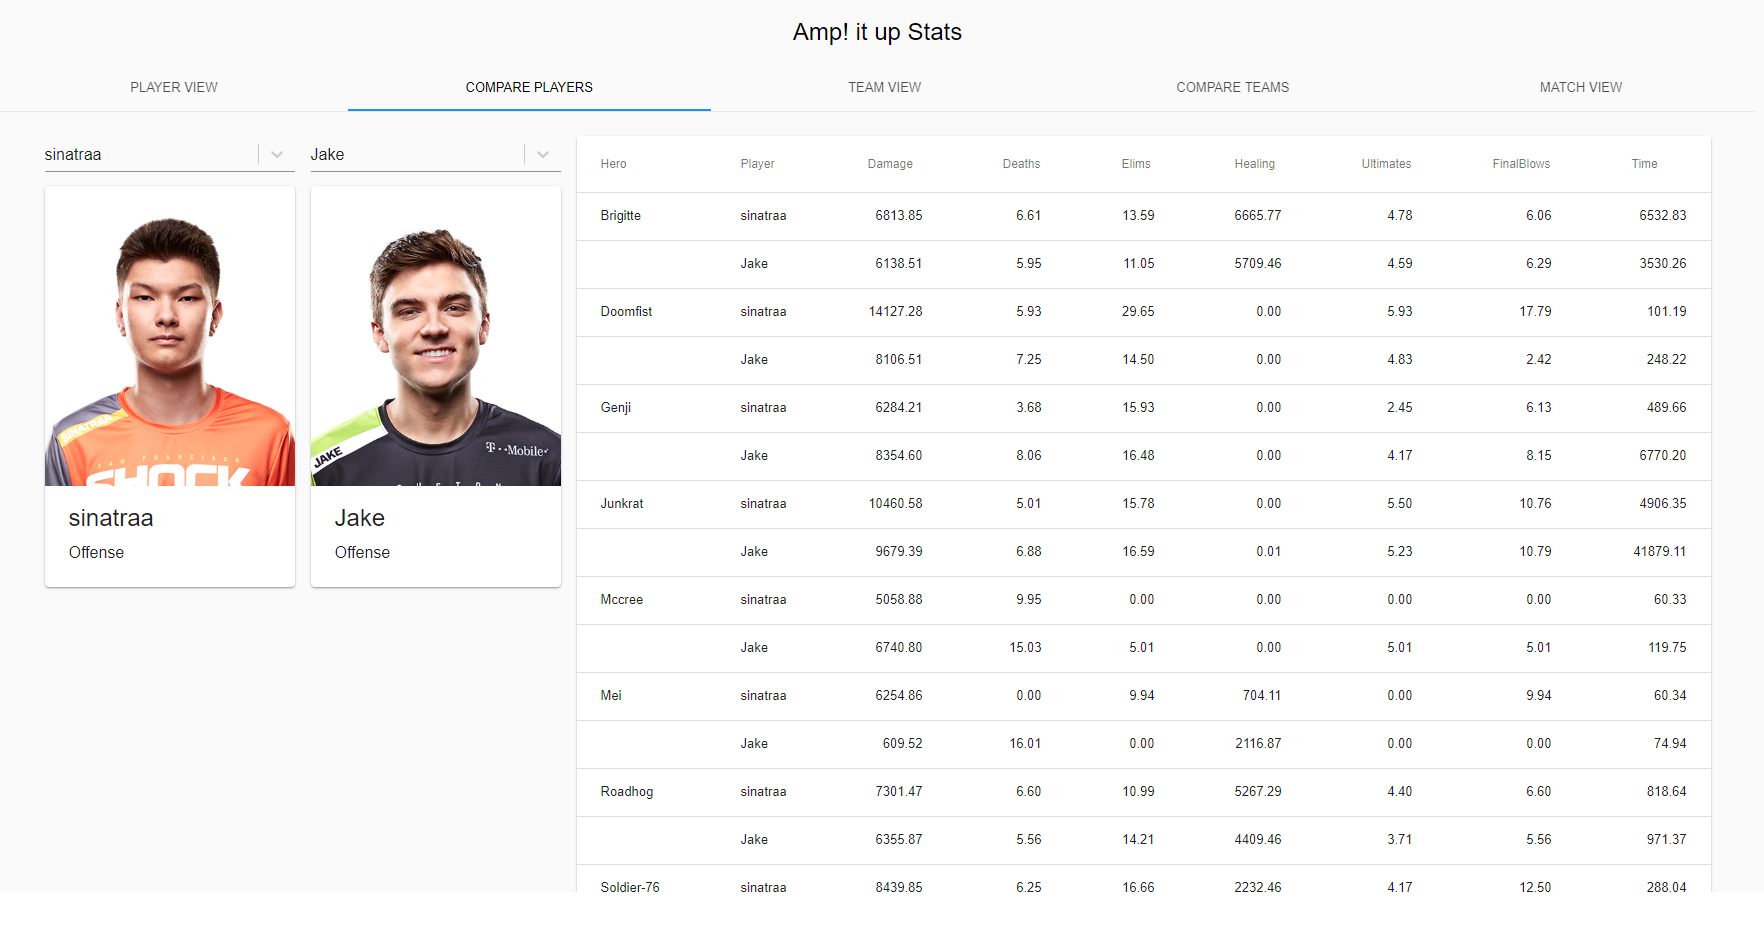 Amp! it up Stats
PLAYER VIEW COMPARE PLAYERS TEAM VIEW COMPARE TEAMS MATCH VIEW
sinatraa Jake
SINATRAA
SAN FRANCISCO
SHOCK
JAKE
T··Mobile·
sinatraa
Offense
Jake
Offense
Hero Player Damage Deaths Elims Healing Ultimates FinalBlows Time
Brigitte sinatraa 6813.85 6.61 13.59 6665.77 4.78 6.06 6532.83
Jake 6138.51 5.95 11.05 5709.46 4.59 6.29 3530.26
Doomfist sinatraa 14127.28 5.93 29.65 0.00 5.93 17.79 101.19
Jake 8106.51 7.25 14.50 0.00 4.83 2.42 248.22
Genji sinatraa 6284.21 3.68 15.93 0.00 2.45 6.13 489.66
Jake 8354.60 8.06 16.48 0.00 4.17 8.15 6770.20
Junkrat sinatraa 10460.58 5.01 15.78 0.00 5.50 10.76 4906.35
Jake 9679.39 6.88 16.59 0.01 5.23 10.79 41879.11
Mccree sinatraa 5058.88 9.95 0.00 0.00 0.00 0.00 60.33
Jake 6740.80 15.03 5.01 0.00 5.01 5.01 119.75
Mei sinatraa 6254.86 0.00 9.94 704.11 0.00 9.94 60.34
Jake 609.52 16.01 0.00 2116.87 0.00 0.00 74.94
Roadhog sinatraa 7301.47 6.60 10.99 5267.29 4.40 6.60 818.64
Jake 6355.87 5.56 14.21 4409.46 3.71 5.56 971.37
Soldier-76 sinatraa 8439.85 6.25 16.66 2232.46 4.17 12.50 288.04